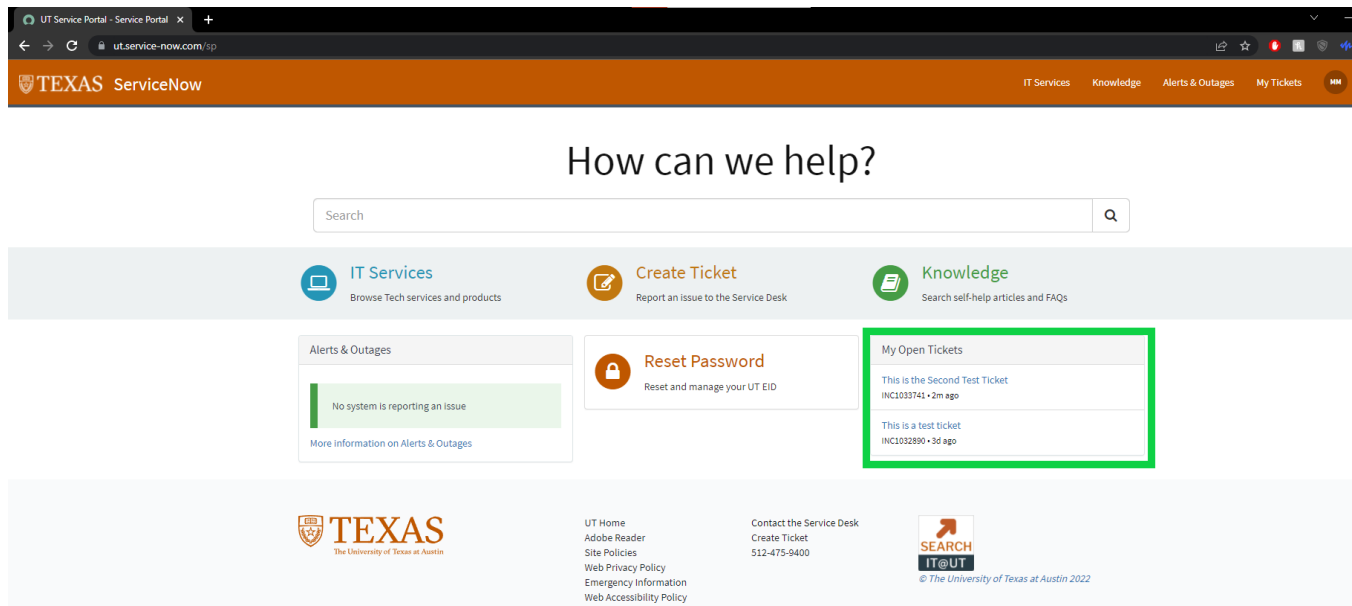 UT Service Portal - Service Portal
ut.service-now.com/sp
TEXAS ServiceNow
IT Services Knowledge Alerts & Outages My Tickets MM
How can we help?
Search
IT Services
Browse Tech services and products
Create Ticket
Report an issue to the Service Desk
Knowledge
Search self-help articles and FAQs
Alerts & Outages
No system is reporting an issue
More information on Alerts & Outages
Reset Password
Reset and manage your UT EID
My Open Tickets
This is the Second Test Ticket
INC1033741 • 2m ago
This is a test ticket
INC1032890 • 3d ago
TEXAS
The University of Texas at Austin
UT Home
Adobe Reader
Site Policies
Web Privacy Policy
Emergency Information
Web Accessibility Policy
Contact the Service Desk
Create Ticket
512-475-9400
SEARCH
IT@UT
© The University of Texas at Austin 2022